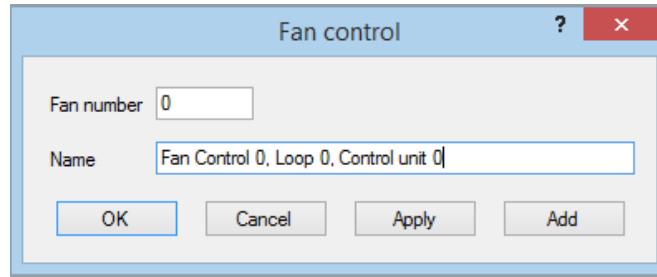 Fan control ? ×
Fan number 0
Name Fan Control 0, Loop 0, Control unit 0
OK Cancel Apply Add